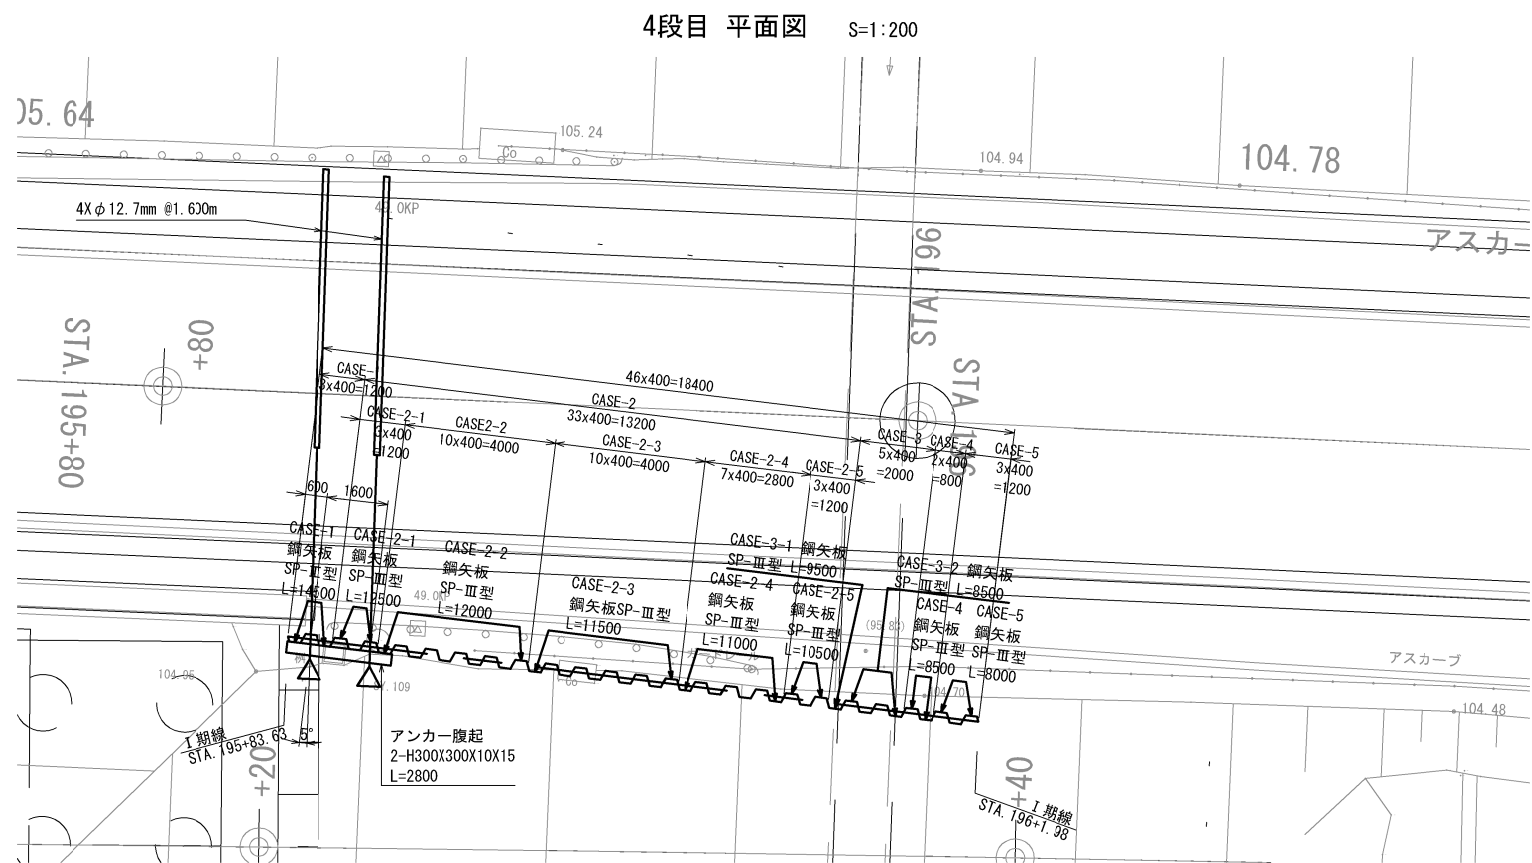 4段目 平面図 S=1:200
05.64
105.24
Co
104.94
104.78
4Xφ12.7mm @1.600m
49.0KP
アスカー
STA.196
+80
STA.195+80
STA.196
46x400=18400
CASE-
3x400=1200
CASE-2
33x400=13200
CASE-2-1
3x400
=1200
CASE2-2
10x400=4000
CASE-2-3
10x400=4000
CASE-2-4
7x400=2800
CASE-2-5
3x400
=1200
CASE-3
5x400
=2000
CASE-4
2x400
=800
CASE-5
3x400
=1200
600
1600
CASE-1
鋼矢板
SP-Ⅲ型
L=14500
CASE-2-1
鋼矢板
SP-Ⅲ型
L=12500
CASE-2-2
鋼矢板
SP-Ⅲ型
L=12000
CASE-2-3
鋼矢板SP-Ⅲ型
L=11500
CASE-3-1 鋼矢板
SP-Ⅲ型 L=9500
CASE-2-4
鋼矢板
SP-Ⅲ型
L=11000
CASE-2-5
鋼矢板
SP-Ⅲ型
L=10500
CASE-3-2 鋼矢板
SP-Ⅲ型 L=8500
CASE-4
鋼矢板
SP-Ⅲ型
L=8500
CASE-5
鋼矢板
SP-Ⅲ型
L=8000
アスカーブ
104.48
Ⅰ期線
STA.195+83.63
5°
+20
アンカー腹起
2-H300X300X10X15
L=2800
+40
Ⅰ期線
STA.196+1.98